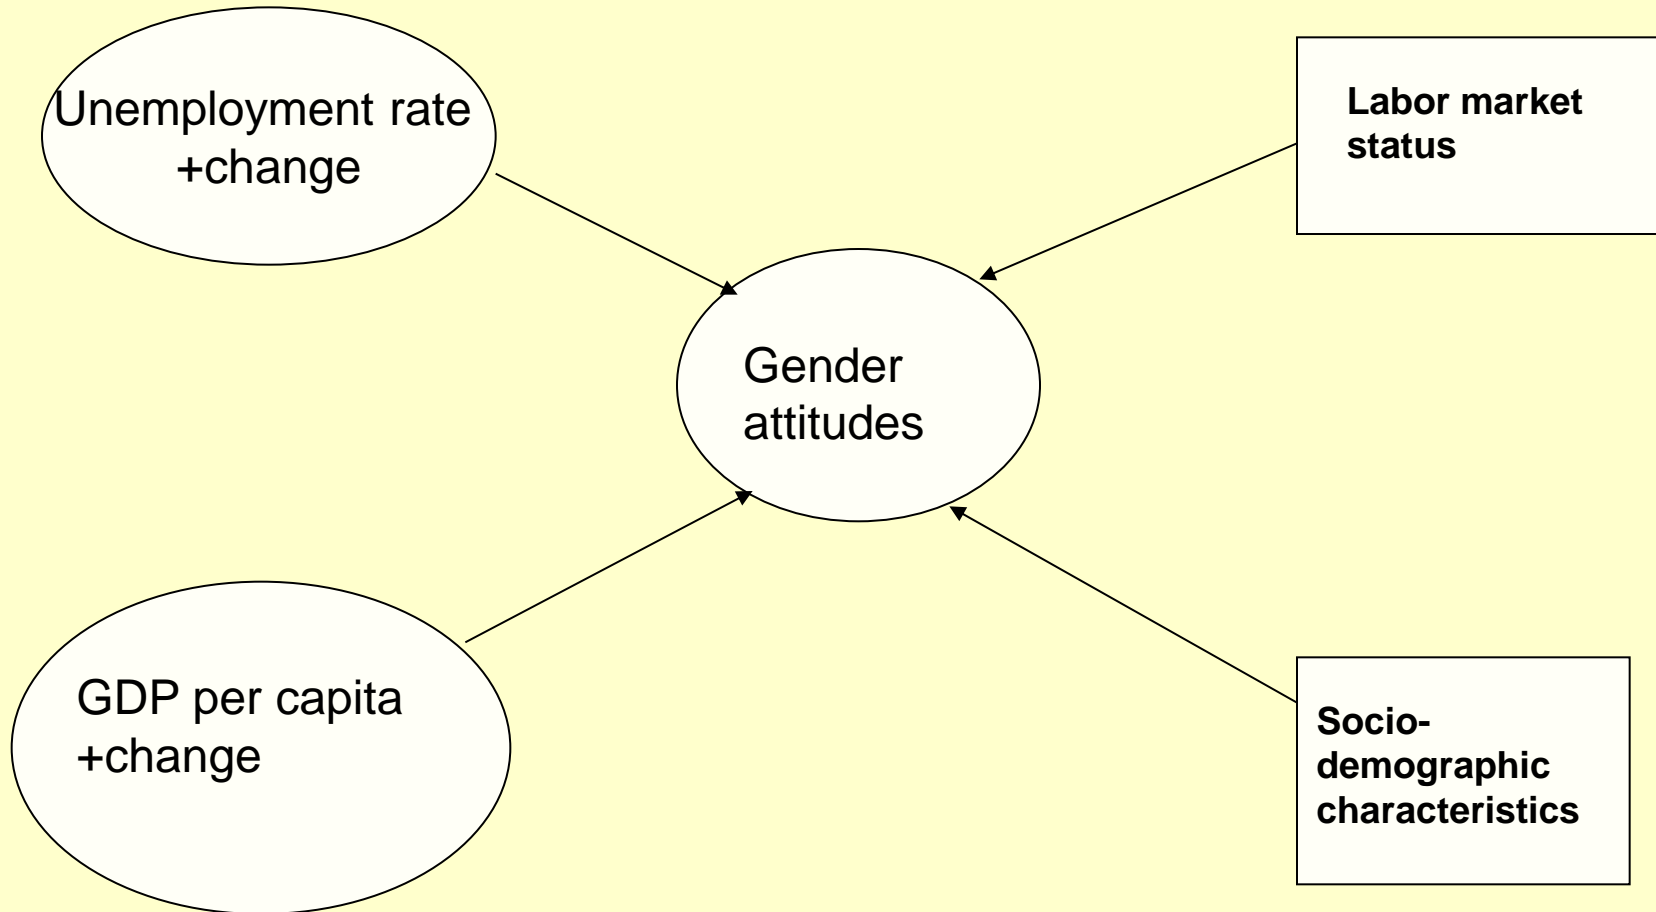 Unemployment rate
+change
Labor market
status
Gender
attitudes
GDP per capita
+change
Socio-
demographic
characteristics